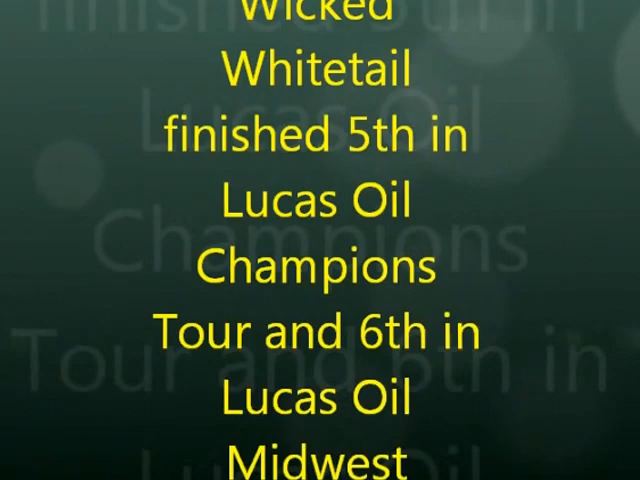 Wicked
Whitetail
finished 5th in
Lucas Oil
Champions
Tour and 6th in
Lucas Oil
Midwest